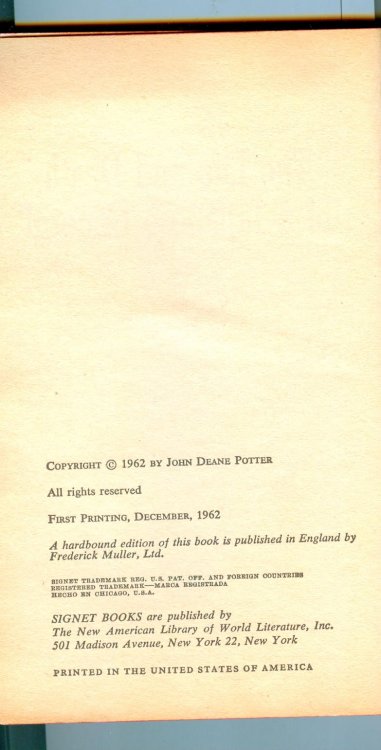 COPYRIGHT © 1962 BY JOHN DEANE POTTER
All rights reserved
FIRST PRINTING, DECEMBER, 1962
A hardbound edition of this book is published in England by
Frederick Muller, Ltd.
SIGNET TRADEMARK REG. U.S. PAT. OFF. AND FOREIGN COUNTRIES
REGISTERED TRADEMARK—MARCA REGISTRADA
HECHO EN CHICAGO, U.S.A.
SIGNET BOOKS are published by
The New American Library of World Literature, Inc.
501 Madison Avenue, New York 22, New York
PRINTED IN THE UNITED STATES OF AMERICA